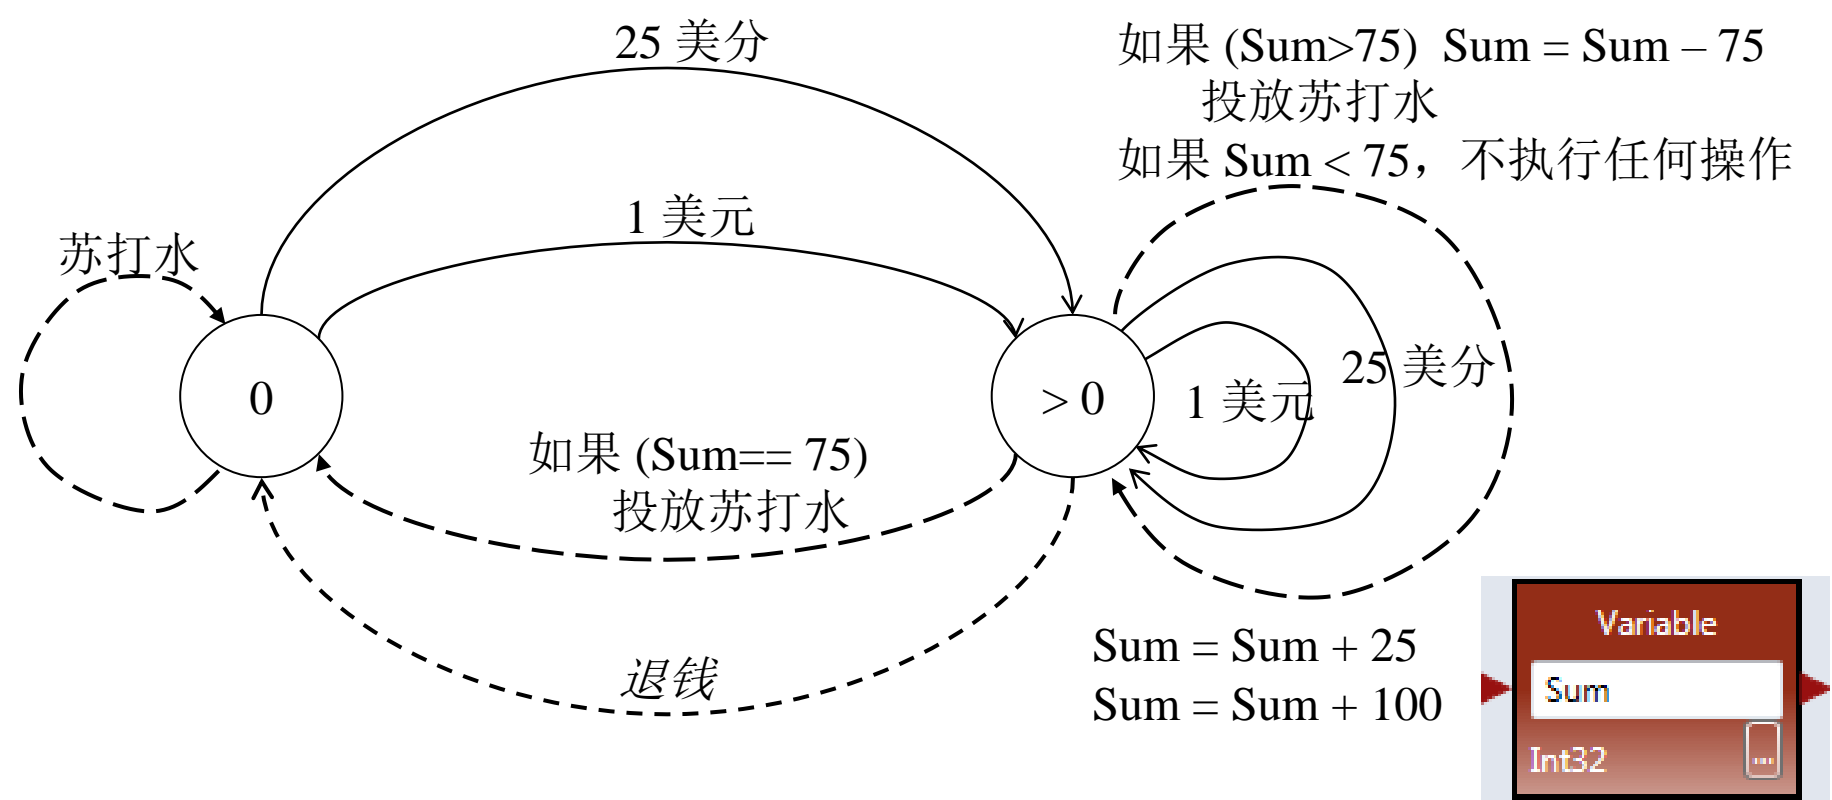 25 美分
如果 (Sum>75)  Sum = Sum – 75
投放苏打水
如果 Sum < 75，不执行任何操作
1 美元
苏打水
0
> 0
1 美元
25 美分
如果 (Sum== 75)
投放苏打水
退钱
Sum = Sum + 25
Sum = Sum + 100
Variable
Sum
Int32
...